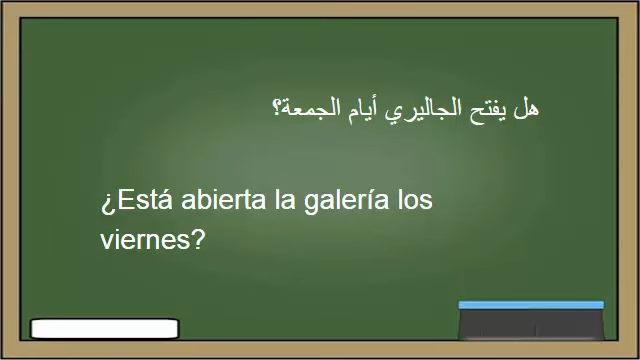 هل يفتح الجاليري أيام الجمعة؟
¿Está abierta la galería los
viernes?